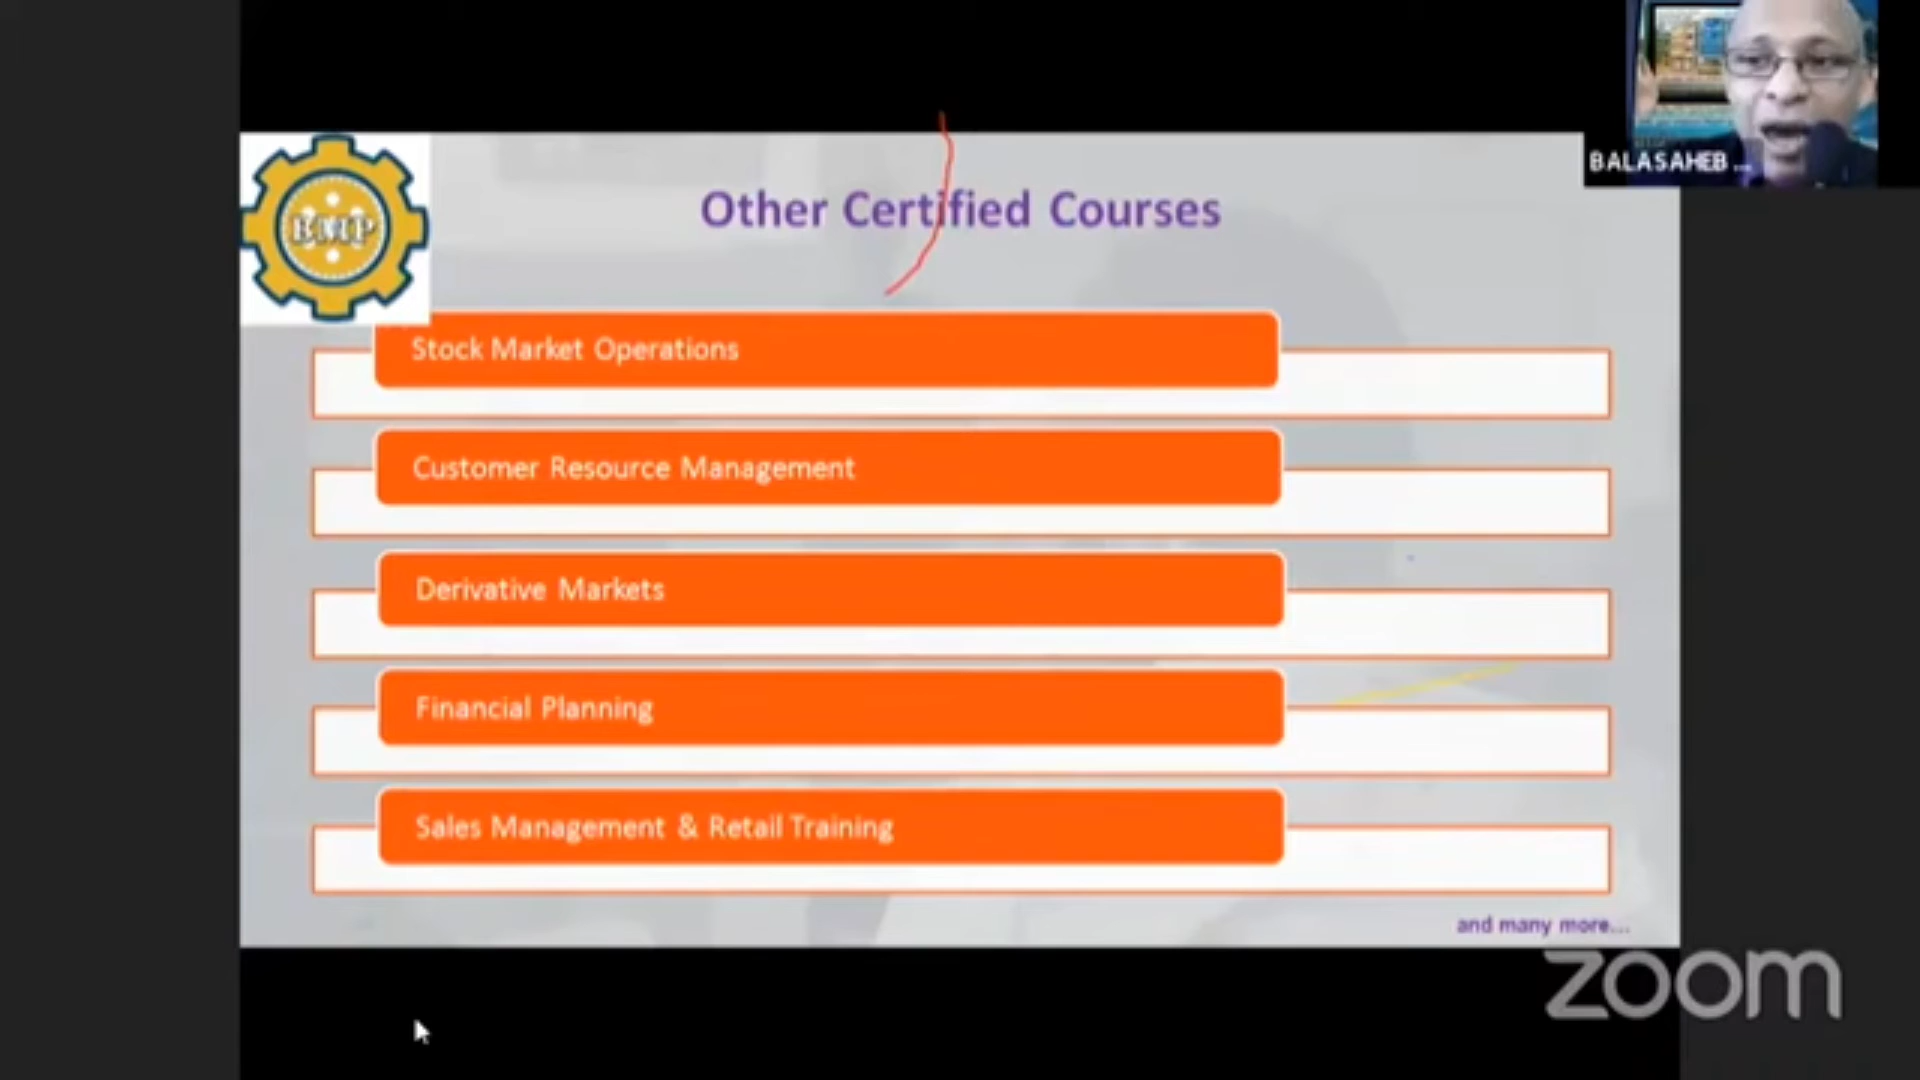 BALASAHEB ...
BMP
Other Certified Courses
Stock Market Operations
Customer Resource Management
Derivative Markets
Financial Planning
Sales Management & Retail Training
and many more...
zoom